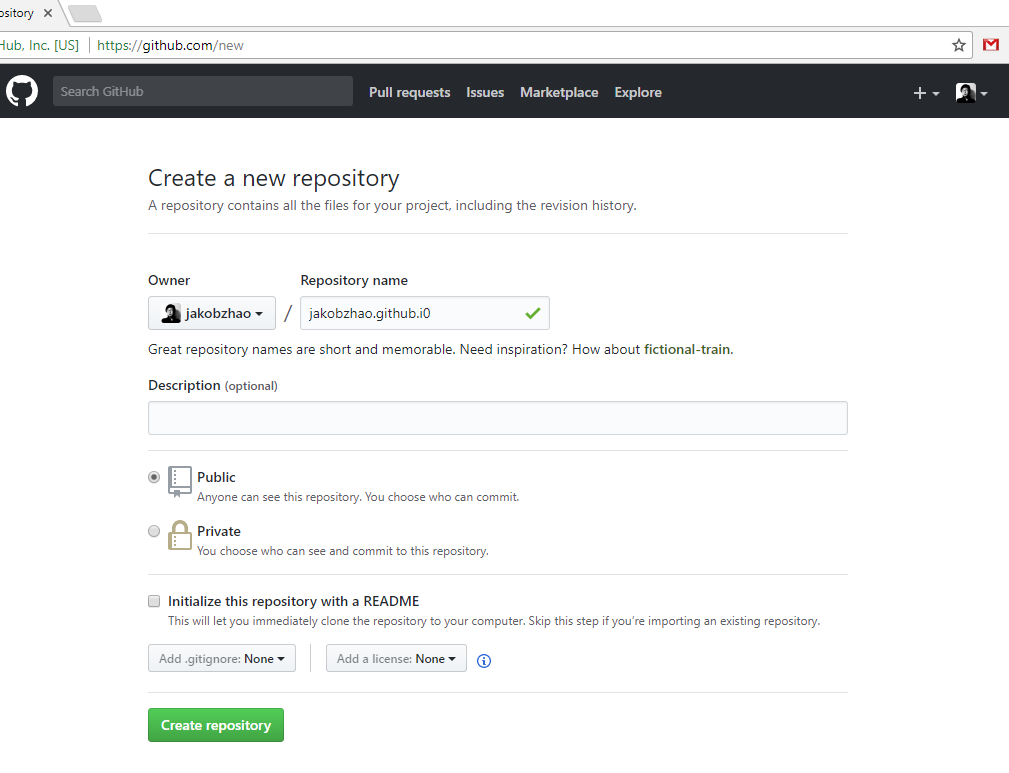 ository
Hub, Inc. [US] https://github.com/new
Search GitHub Pull requests Issues Marketplace Explore
Create a new repository
A repository contains all the files for your project, including the revision history.
Owner Repository name
jakobzhao / jakobzhao.github.i0
Great repository names are short and memorable. Need inspiration? How about fictional-train.
Description (optional)
Public
Anyone can see this repository. You choose who can commit.
Private
You choose who can see and commit to this repository.
Initialize this repository with a README
This will let you immediately clone the repository to your computer. Skip this step if you're importing an existing repository.
Add .gitignore: None Add a license: None
Create repository